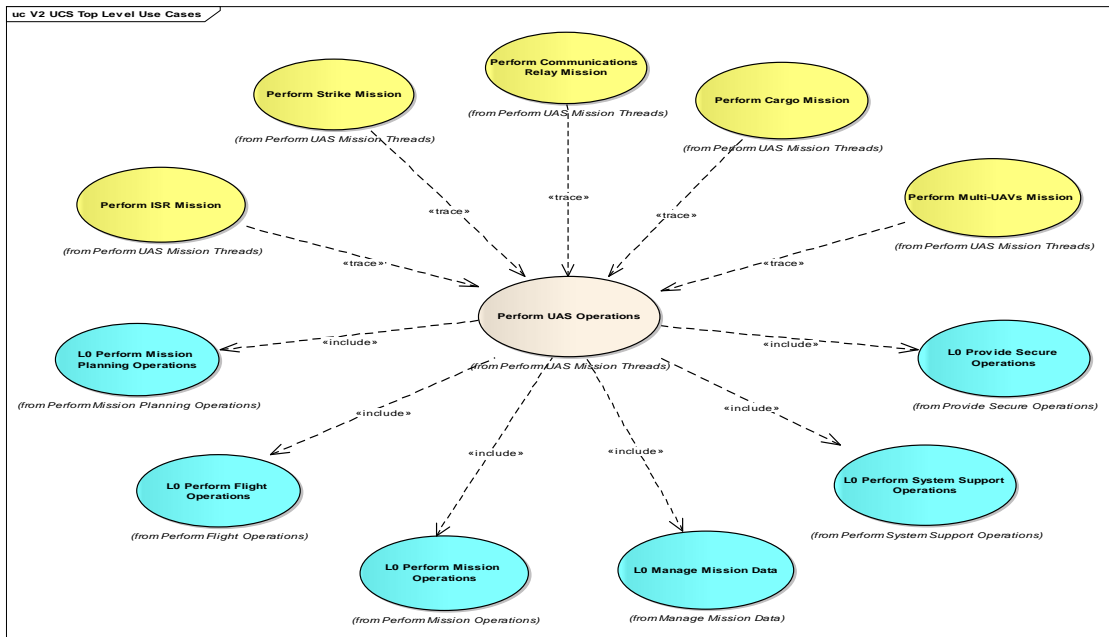 uc V2 UCS Top Level Use Cases
Perform Communications
Relay Mission
(from Perform UAS Mission Threads)
Perform Strike Mission
(from Perform UAS Mission Threads)
Perform Cargo Mission
(from Perform UAS Mission Threads)
Perform ISR Mission
(from Perform UAS Mission Threads)
Perform Multi-UAVs Mission
(from Perform UAS Mission Threads)
«trace»
«trace»
«trace»
«trace»
«trace»
Perform UAS Operations
(from Perform UAS Mission Threads)
«include»
«include»
«include»
«include»
«include»
«include»
L0 Perform Mission
Planning Operations
(from Perform Mission Planning Operations)
L0 Provide Secure
Operations
(from Provide Secure Operations)
L0 Perform Flight
Operations
(from Perform Flight Operations)
L0 Perform System Support
Operations
(from Perform System Support Operations)
L0 Perform Mission
Operations
(from Perform Mission Operations)
L0 Manage Mission Data
(from Manage Mission Data)